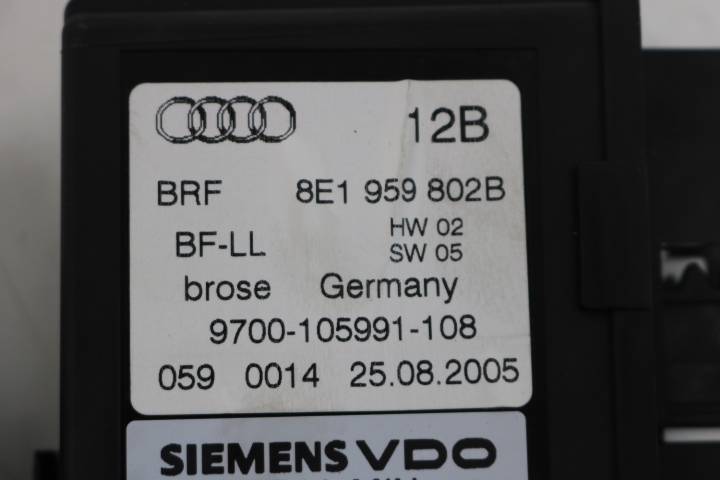 12B
BRF 8E1 959 802B
BF-LL HW 02
SW 05
brose Germany
9700-105991-108
059 0014 25.08.2005
SIEMENS VDO